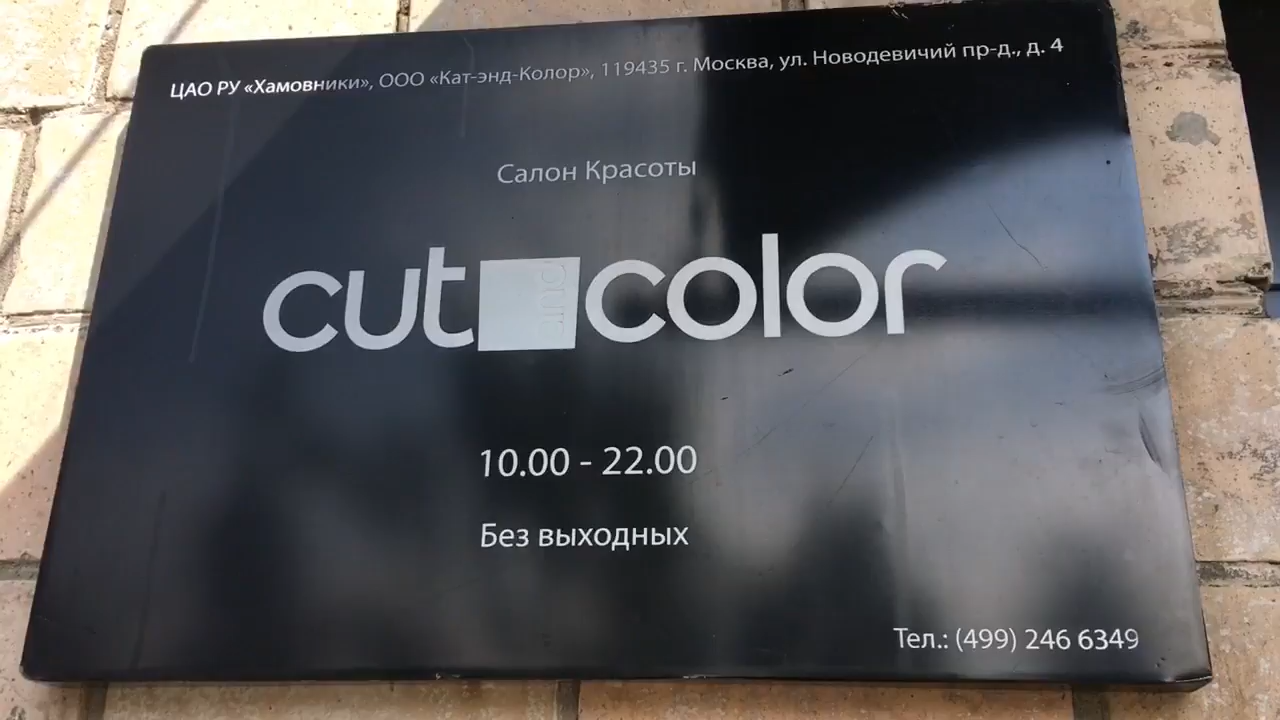 ЦАО РУ «Хамовники», ООО «Кат-энд-Колор», 119435 г. Москва, ул. Новодевичий пр-д., д. 4
Салон Красоты
cut color
10.00 - 22.00
Без выходных
Тел.: (499) 246 6349